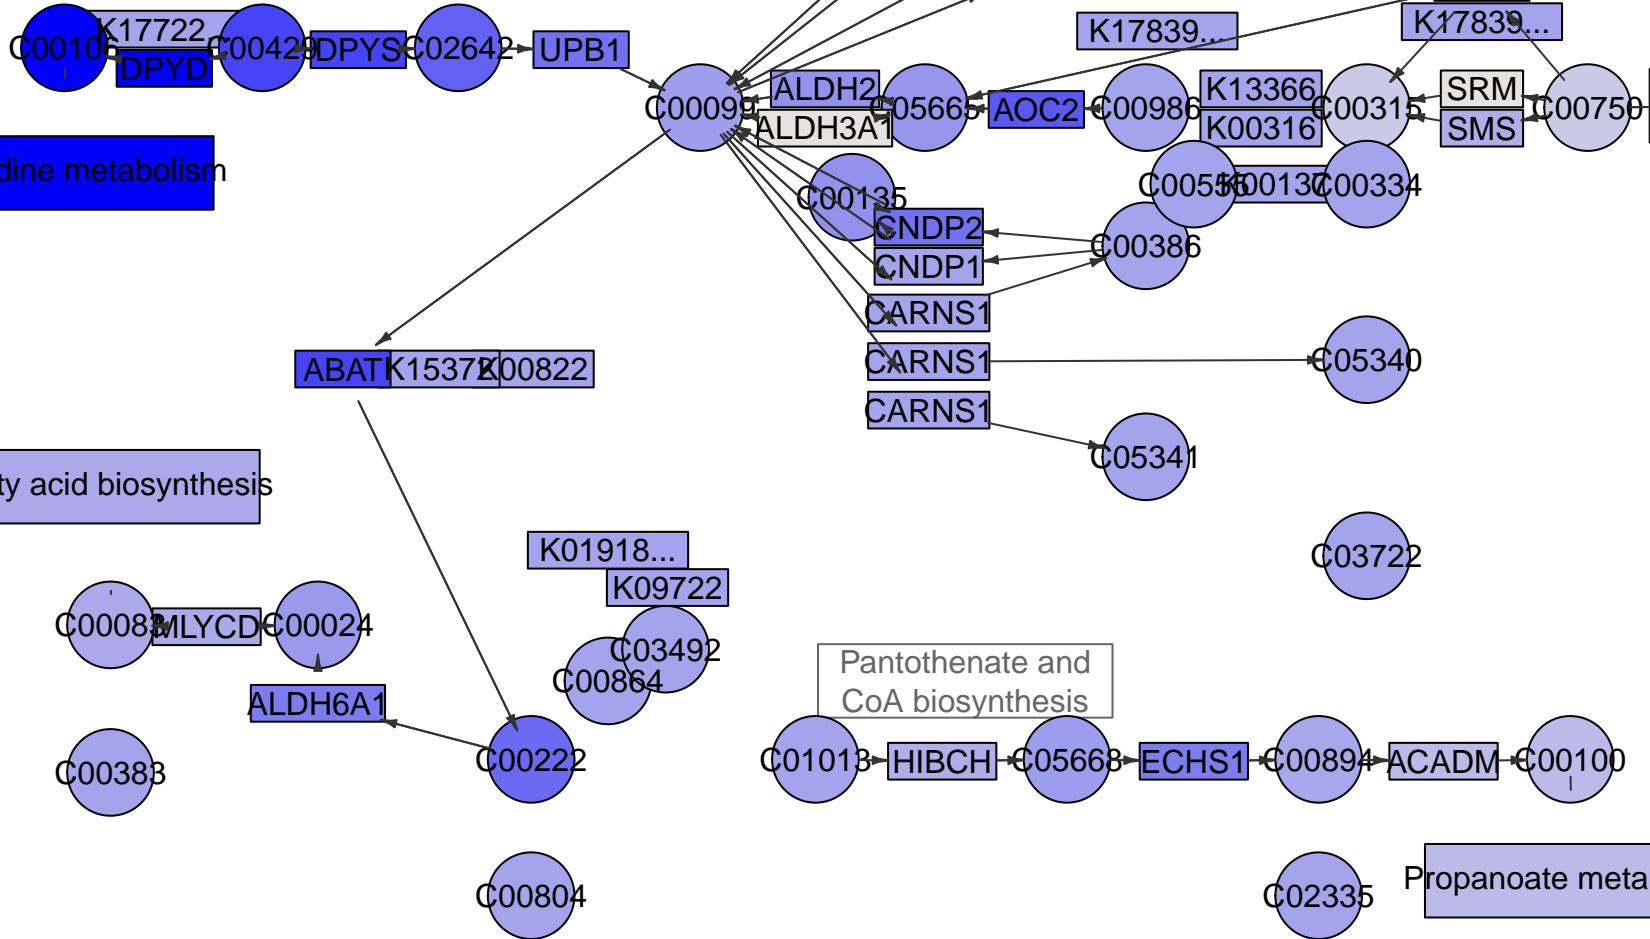 K17839...
K17839...
C00106
K17722
C00429
DPYS
C02642
UPB1
DPYD
C00099
ALDH2
C05665
AOC2
C00986
K13366
C00315
SRM
C00750
ALDH3A1
K00316
SMS
dine metabolism
C00135
C00555
K00137
C00334
CNDP2
C00386
CNDP1
CARNS1
CARNS1
C05340
ABAT
K15372
K00822
CARNS1
C05341
ty acid biosynthesis
K01918...
C03722
K09722
C00083
MLYCD
C00024
C03492
C00864
Pantothenate and
CoA biosynthesis
ALDH6A1
C00222
C00383
C01013
HIBCH
C05668
ECHS1
C00894
ACADM
C00100
C00804
C02335
Propanoate meta